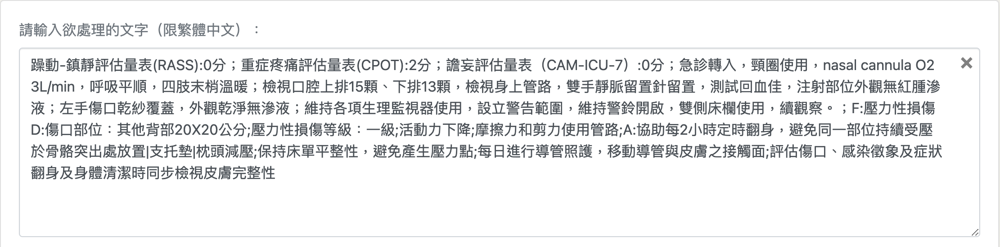 請輸入欲處理的文字（限繁體中文）：
躁動-鎮靜評估量表(RASS):0分；重症疼痛評估量表(CPOT):2分；譫妄評估量表（CAM-ICU-7）:0分；急診轉入，頸圈使用，nasal cannula O2
3L/min，呼吸平順，四肢末梢溫暖；檢視口腔上排15顆、下排13顆，檢視身上管路，雙手靜脈留置針留置，測試回血佳，注射部位外觀無紅腫滲
液；左手傷口乾紗覆蓋，外觀乾淨無滲液；維持各項生理監視器使用，設立警告範圍，維持警鈴開啟，雙側床欄使用，續觀察。；F:壓力性損傷
D:傷口部位：其他背部20X20公分;壓力性損傷等級：一級;活動力下降;摩擦力和剪力使用管路;A:協助每2小時定時翻身，避免同一部位持續受壓
於骨骼突出處放置|支托墊|枕頭減壓;保持床單平整性，避免產生壓力點;每日進行導管照護，移動導管與皮膚之接觸面;評估傷口、感染徵象及症狀
翻身及身體清潔時同步檢視皮膚完整性